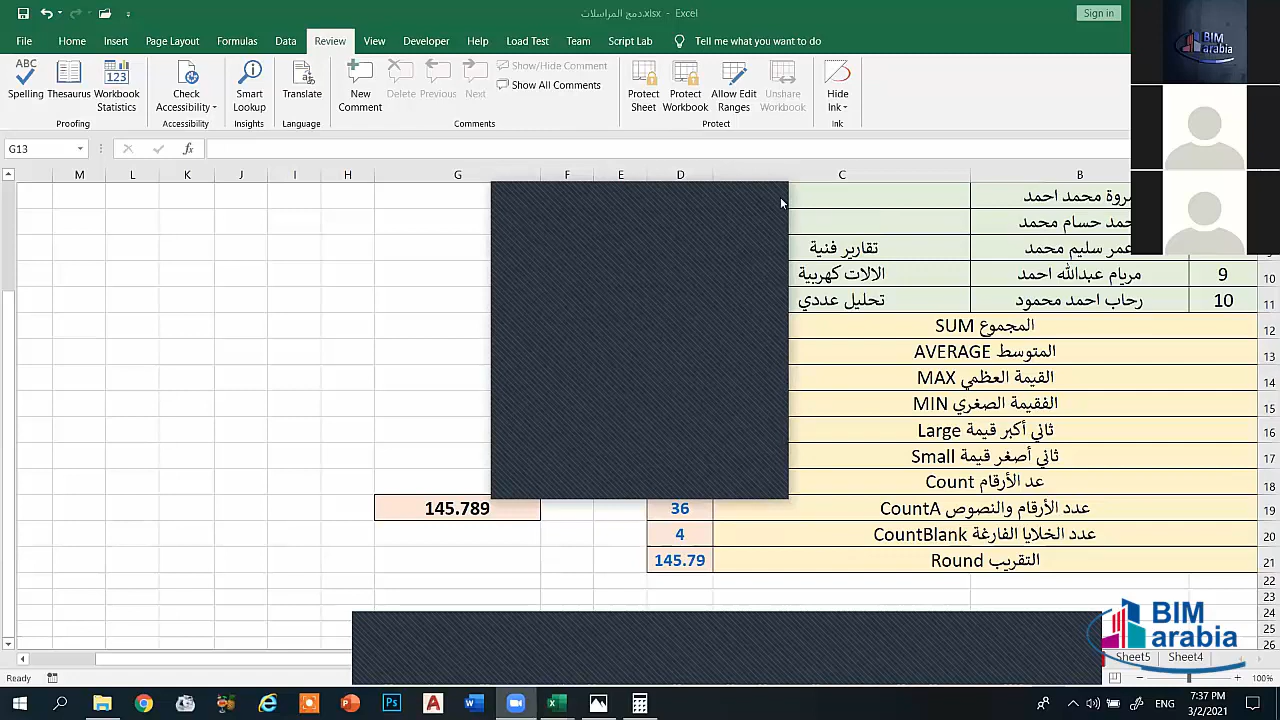 دمج المراسلات.xlsx - Excel
Sign in
File Home Insert Page Layout Formulas Data Review View Developer Help Load Test Team Script Lab Tell me what you want to do
Spelling
Thesaurus
Workbook Statistics
Proofing
Check Accessibility
Accessibility
Smart Lookup
Insights
Translate
Language
New Comment
Delete
Previous
Next
Show/Hide Comment
Show All Comments
Comments
Protect Sheet
Protect Workbook
Allow Edit Ranges
Unshare Workbook
Protect
Hide Ink
Ink
BIM arabia
G13
fx
M L K J I H G F E D C B
مروة محمد احمد
حمد حسام محمد
عمر سليم محمد تقارير فنية
10 9 مريام عبدالله احمد الالات كهربية
11 10 رحاب احمد محمود تحليل عددي
12 المجموع SUM
13 المتوسط AVERAGE
14 القيمة العظمي MAX
15 الفقيمة الصغري MIN
16 ثاني أكبر قيمة Large
17 ثاني أصغر قيمة Small
18 عد الأرقام Count
19 عدد الأرقام والنصوص CountA 36 145.789
20 عدد الخلايا الفارغة CountBlank 4
21 التقريب Round 145.79
22
23
24
25
26
BIM
arabia
Sheet5 Sheet4
Ready
100%
ENG
7:37 PM
3/2/2021